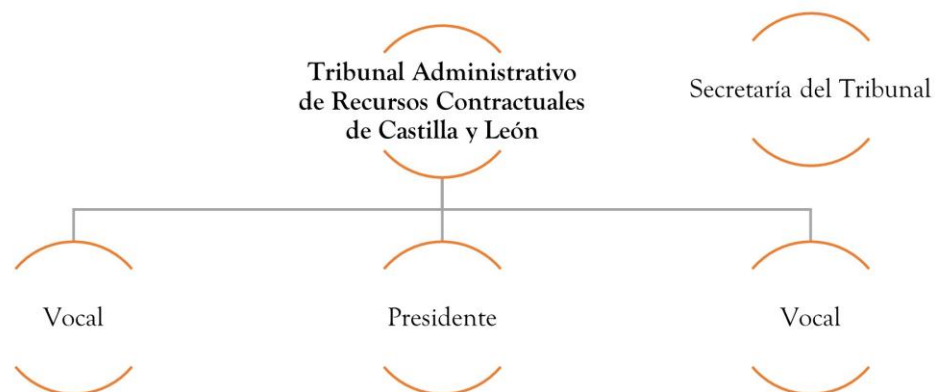 Tribunal Administrativo
de Recursos Contractuales
de Castilla y León
Secretaría del Tribunal
Vocal
Presidente
Vocal